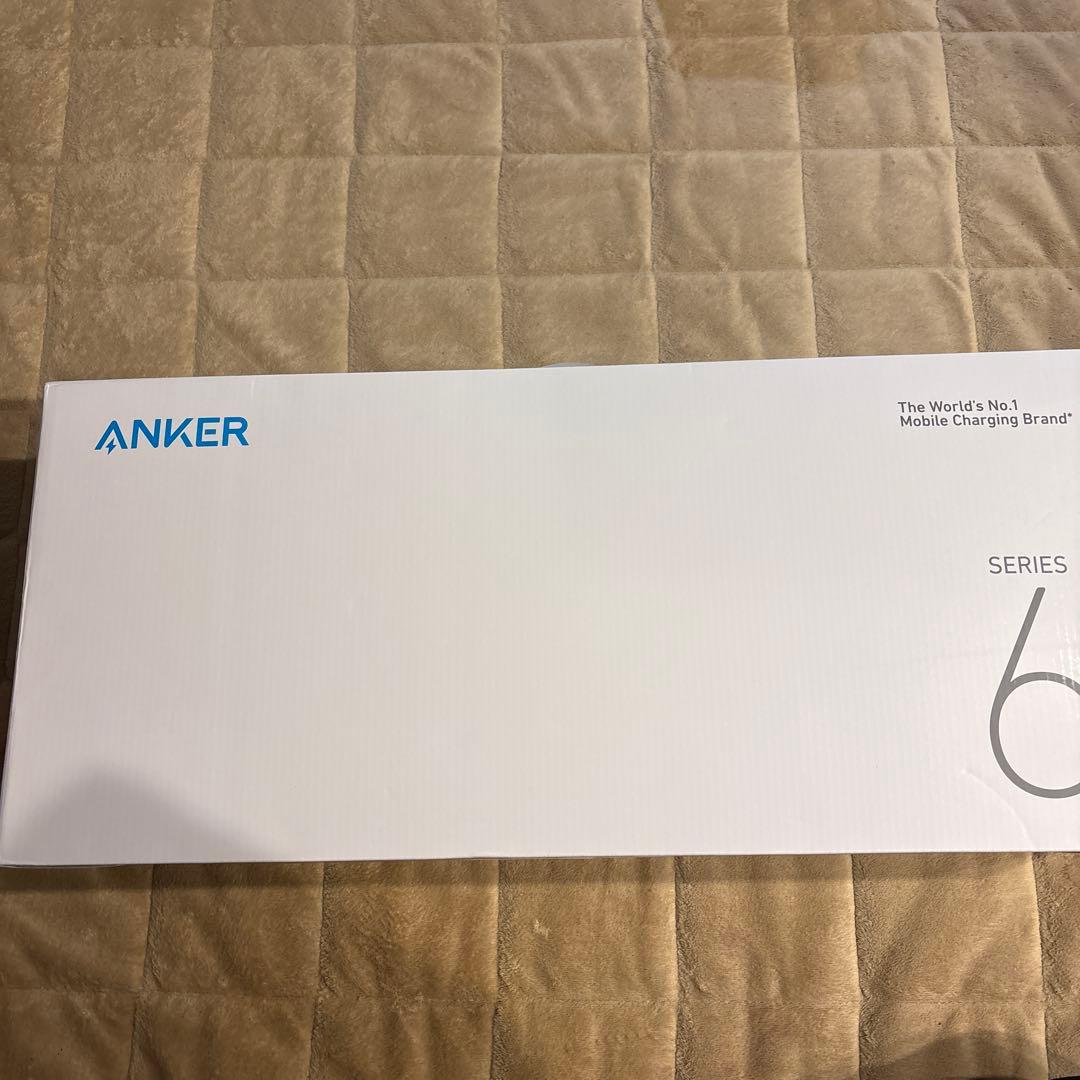 ANKER
The World's No.1
Mobile Charging Brand*
SERIES
6